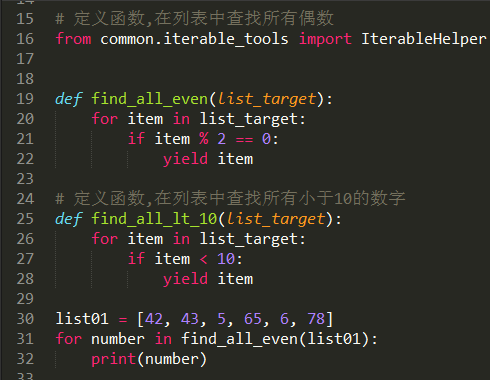 15 # 定义函数,在列表中查找所有偶数
16 from common.iterable_tools import IterableHelper
17
18
19 def find_all_even(list_target):
20     for item in list_target:
21         if item % 2 == 0:
22             yield item
23
24 # 定义函数,在列表中查找所有小于10的数字
25 def find_all_lt_10(list_target):
26     for item in list_target:
27         if item < 10:
28             yield item
29
30 list01 = [42, 43, 5, 65, 6, 78]
31 for number in find_all_even(list01):
32     print(number)